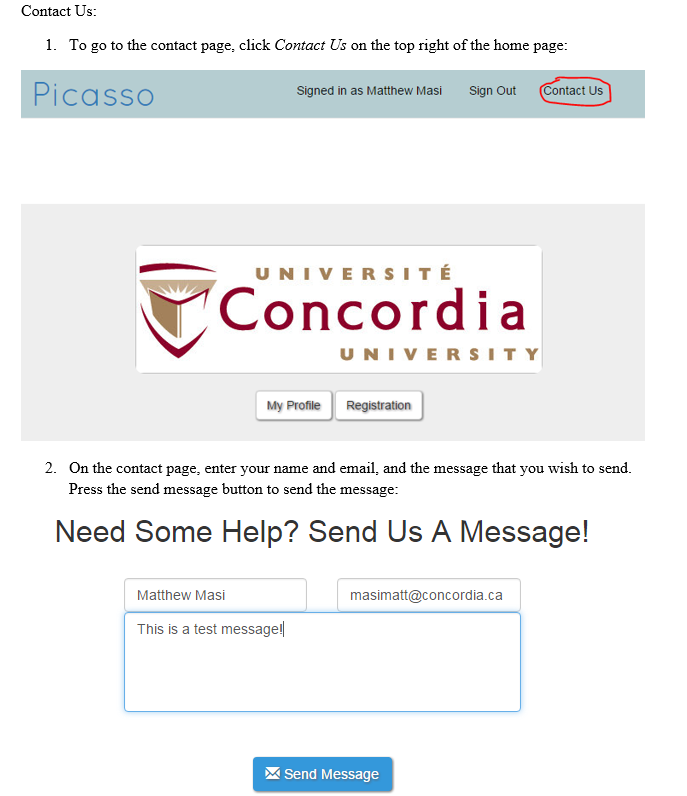 Contact Us:
1. To go to the contact page, click Contact Us on the top right of the home page:
Picasso Signed in as Matthew Masi Sign Out Contact Us
UNIVERSITÉ
Concordia
UNIVERSITY
My Profile Registration
2. On the contact page, enter your name and email, and the message that you wish to send.
Press the send message button to send the message:
Need Some Help? Send Us A Message!
Matthew Masi masimatt@concordia.ca
This is a test message!
Send Message